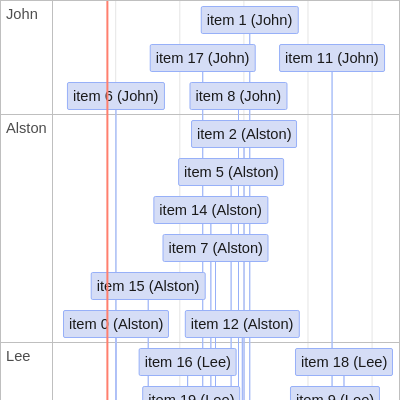 John
item 1 (John)
item 17 (John)
item 11 (John)
item 6 (John)
item 8 (John)
Alston
item 2 (Alston)
item 5 (Alston)
item 14 (Alston)
item 7 (Alston)
item 15 (Alston)
item 0 (Alston)
item 12 (Alston)
Lee
item 16 (Lee)
item 18 (Lee)
item 19 (Lee)
item 9 (Lee)